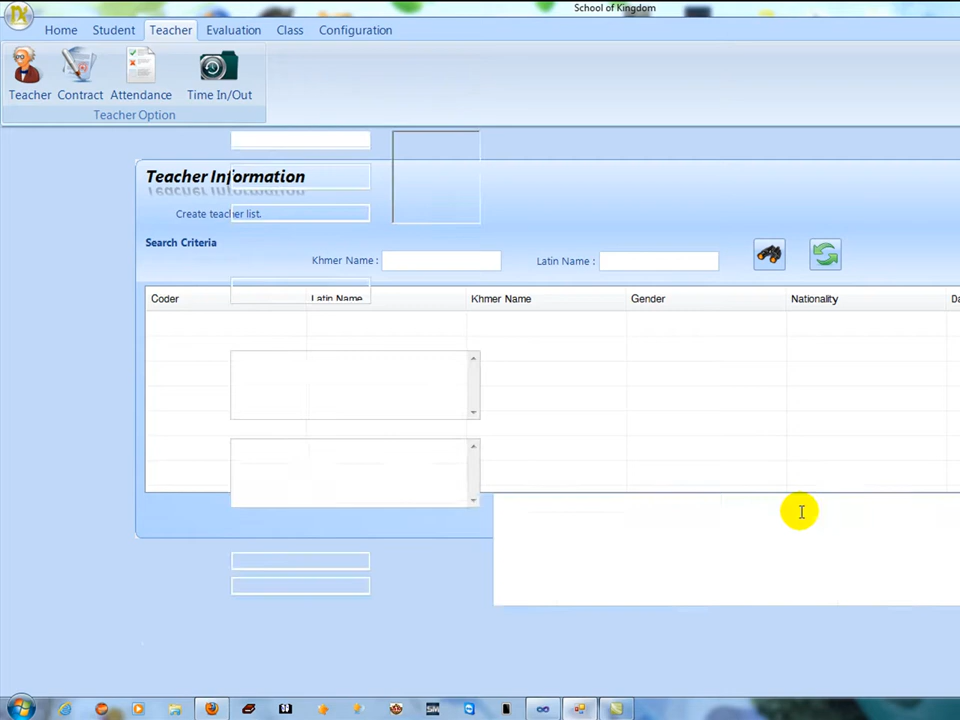 School of Kingdom
Home Student Teacher Evaluation Class Configuration
Teacher Contract Attendance Time In/Out
Teacher Option
Teacher Information
Create teacher list.
Search Criteria
Khmer Name : Latin Name :
Coder Latin Name Khmer Name Gender Nationality Da